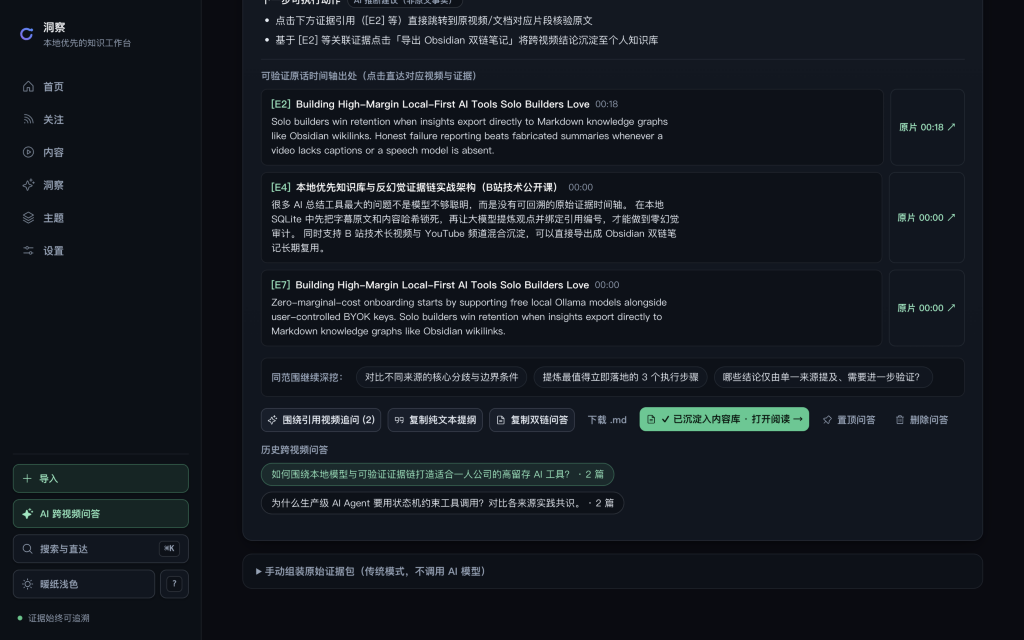 洞察
本地优先的知识工作台
首页
关注
内容
洞察
主题
设置
导入
AI 跨视频问答
搜索与直达
⌘K
暖纸浅色
?
证据始终可追溯
下一步可执行动作
AI 推断建议（非原文事实）
点击下方证据引用（[E2] 等）直接跳转到原视频/文档对应片段核验原文
基于 [E2] 等关联证据点击「导出 Obsidian 双链笔记」将跨视频结论沉淀至个人知识库
可验证原话时间轴出处（点击直达对应视频与证据）
[E2] Building High-Margin Local-First AI Tools Solo Builders Love 00:18
Solo builders win retention when insights export directly to Markdown knowledge graphs
like Obsidian wikilinks. Honest failure reporting beats fabricated summaries whenever a
video lacks captions or a speech model is absent.
原片 00:18 ↗
[E4] 本地优先知识库与反幻觉证据链实战架构（B站技术公开课） 00:00
很多 AI 总结工具最大的问题不是模型不够聪明，而是没有可回溯的原始证据时间轴。 在本地
SQLite 中先把字幕原文和内容哈希锁死，再让大模型提炼观点并绑定引用编号，才能做到零幻觉
审计。 同时支持 B 站技术长视频与 YouTube 频道混合沉淀，可以直接导出成 Obsidian 双链笔
记长期复用。
原片 00:00 ↗
[E7] Building High-Margin Local-First AI Tools Solo Builders Love 00:00
Zero-marginal-cost onboarding starts by supporting free local Ollama models alongside
user-controlled BYOK keys. Solo builders win retention when insights export directly to
Markdown knowledge graphs like Obsidian wikilinks.
原片 00:00 ↗
同范围继续深挖：
对比不同来源的核心分歧与边界条件
提炼最值得立即落地的 3 个执行步骤
哪些结论仅由单一来源提及、需要进一步验证？
围绕引用视频追问 (2)
复制纯文本提纲
复制双链问答
下载 .md
✓ 已沉淀入内容库 · 打开阅读 →
置顶问答
删除问答
历史跨视频问答
如何围绕本地模型与可验证证据链打造适合一人公司的高留存 AI 工具？ · 2 篇
为什么生产级 AI Agent 要用状态机约束工具调用？对比各来源实践共识。 · 2 篇
▶ 手动组装原始证据包（传统模式，不调用 AI 模型）